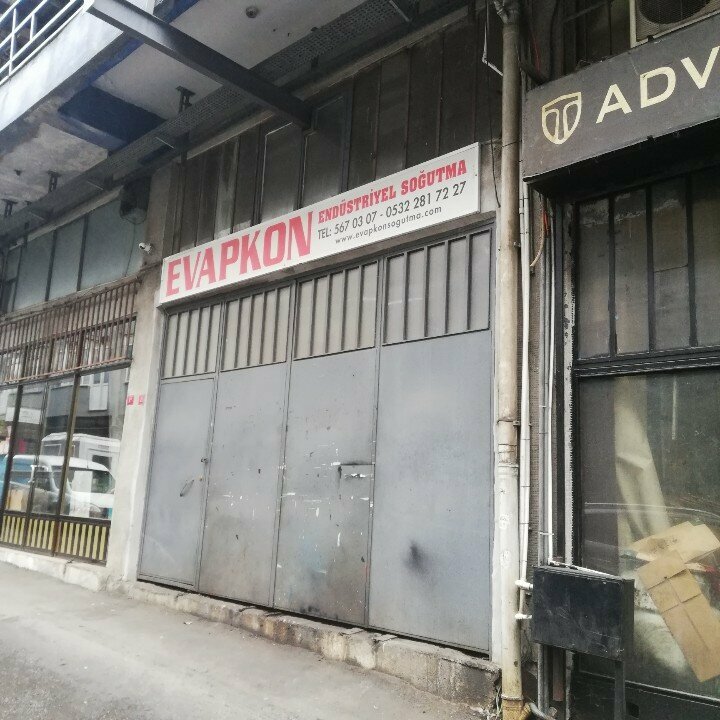 EVAPKON
ENDÜSTRİYEL SOĞUTMA
TEL: 567 03 07 - 0532 281 72 27
www.evapkonsogutma.com
ADV